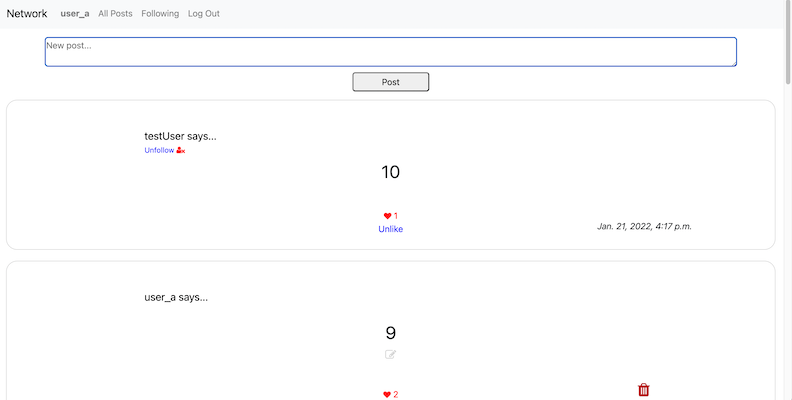 Network user_a All Posts Following Log Out
New post...
Post
testUser says...
Unfollow
10
1
Unlike
Jan. 21, 2022, 4:17 p.m.
user_a says...
9
2